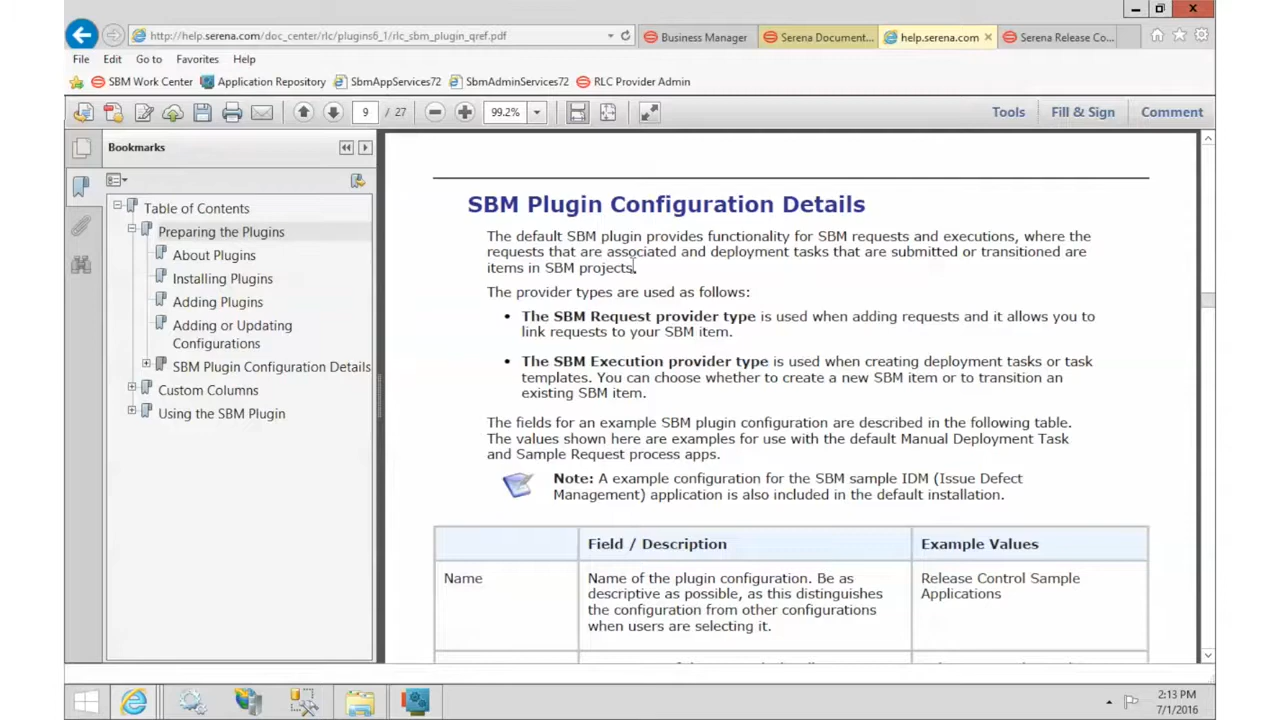 http://help.serena.com/doc_center/rlc/plugins6_1/rlc_sbm_plugin_qref.pdf
Business Manager
Serena Document...
help.serena.com
Serena Release Co...
File Edit Go to Favorites Help
SBM Work Center Application Repository SbmAppServices72 SbmAdminServices72 RLC Provider Admin
9 / 27 99.2% Tools Fill & Sign Comment
Bookmarks
Table of Contents
Preparing the Plugins
About Plugins
Installing Plugins
Adding Plugins
Adding or Updating
Configurations
SBM Plugin Configuration Details
Custom Columns
Using the SBM Plugin
SBM Plugin Configuration Details
The default SBM plugin provides functionality for SBM requests and executions, where the
requests that are associated and deployment tasks that are submitted or transitioned are
items in SBM projects.
The provider types are used as follows:
• The SBM Request provider type is used when adding requests and it allows you to
link requests to your SBM item.
• The SBM Execution provider type is used when creating deployment tasks or task
templates. You can choose whether to create a new SBM item or to transition an
existing SBM item.
The fields for an example SBM plugin configuration are described in the following table.
The values shown here are examples for use with the default Manual Deployment Task
and Sample Request process apps.
Note: A example configuration for the SBM sample IDM (Issue Defect
Management) application is also included in the default installation.
Field / Description Example Values
Name Name of the plugin configuration. Be as Release Control Sample
descriptive as possible, as this distinguishes Applications
the configuration from other configurations
when users are selecting it.
2:13 PM
7/1/2016